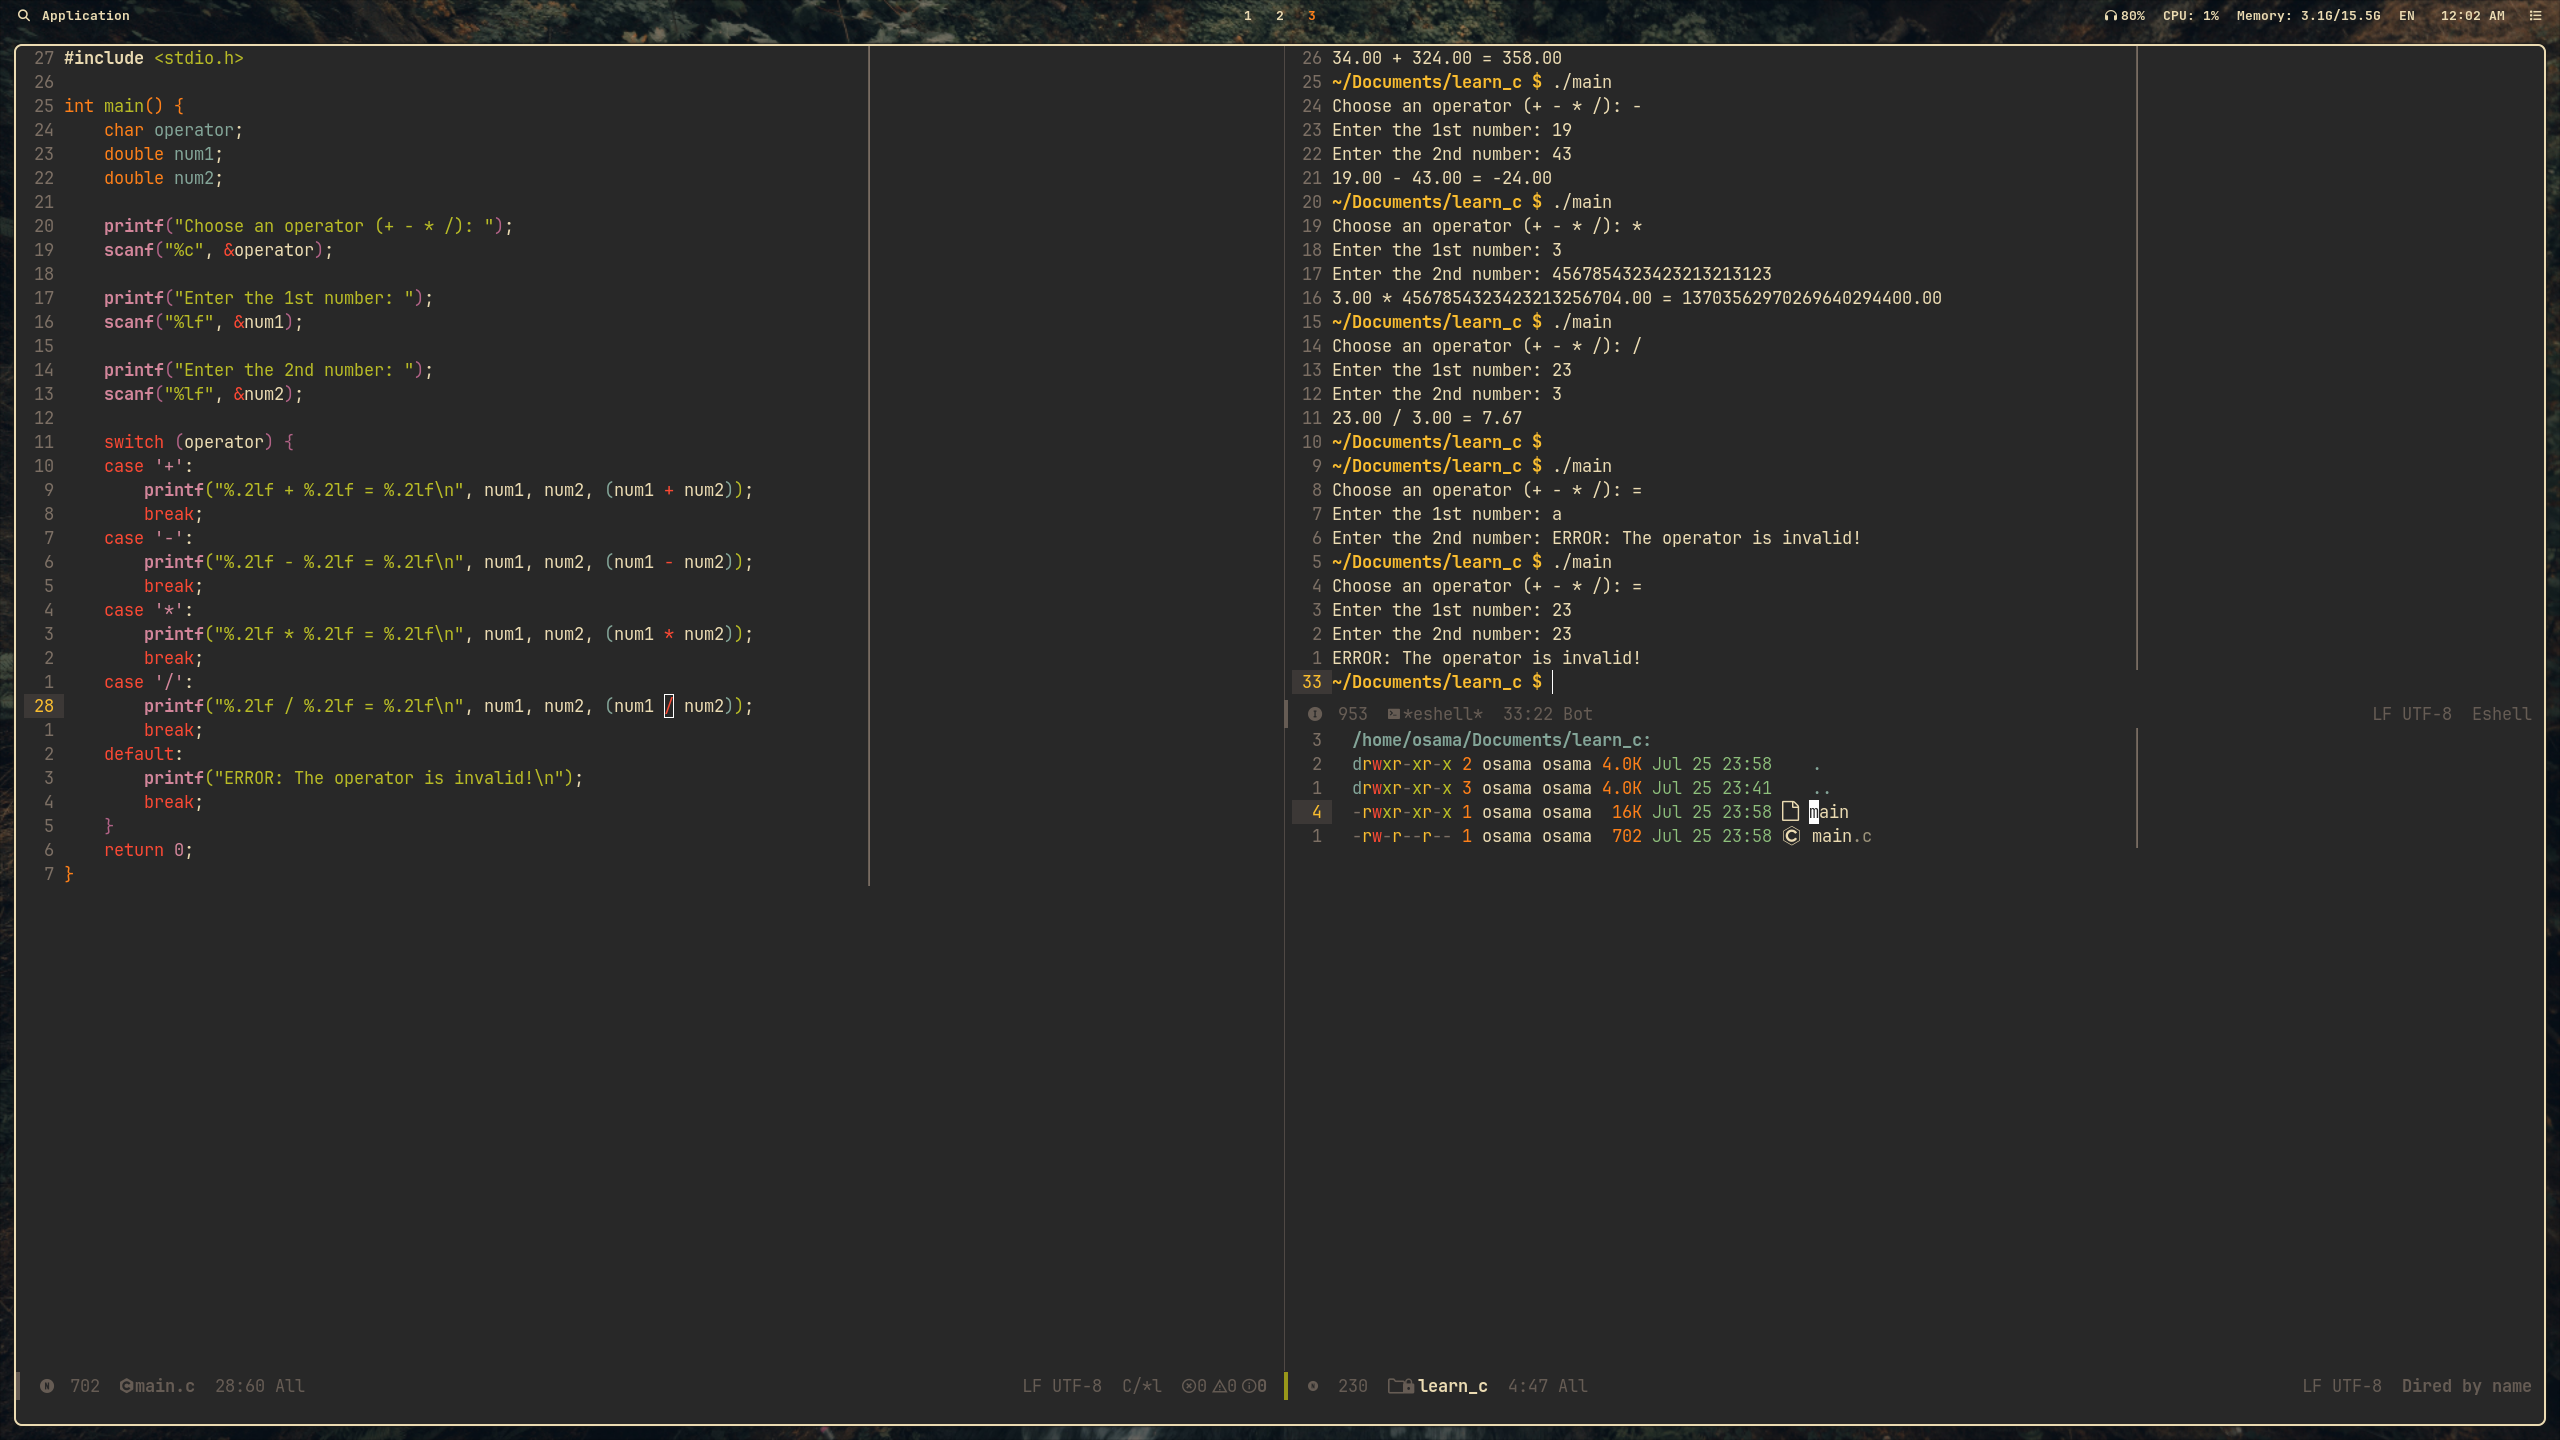 Application
1 2 3
80% CPU: 1% Memory: 3.1G/15.5G EN 12:02 AM
27 #include <stdio.h>
26
25 int main() {
24     char operator;
23     double num1;
22     double num2;
21
20     printf("Choose an operator (+ - * /): ");
19     scanf("%c", &operator);
18
17     printf("Enter the 1st number: ");
16     scanf("%lf", &num1);
15
14     printf("Enter the 2nd number: ");
13     scanf("%lf", &num2);
12
11     switch (operator) {
10     case '+':
9         printf("%.2lf + %.2lf = %.2lf\n", num1, num2, (num1 + num2));
8         break;
7     case '-':
6         printf("%.2lf - %.2lf = %.2lf\n", num1, num2, (num1 - num2));
5         break;
4     case '*':
3         printf("%.2lf * %.2lf = %.2lf\n", num1, num2, (num1 * num2));
2         break;
1     case '/':
28         printf("%.2lf / %.2lf = %.2lf\n", num1, num2, (num1 / num2));
1         break;
2     default:
3         printf("ERROR: The operator is invalid!\n");
4         break;
5     }
6     return 0;
7 }
702 main.c 28:60 All LF UTF-8 C/*l 0 0 0
26 34.00 + 324.00 = 358.00
25 ~/Documents/learn_c $ ./main
24 Choose an operator (+ - * /): -
23 Enter the 1st number: 19
22 Enter the 2nd number: 43
21 19.00 - 43.00 = -24.00
20 ~/Documents/learn_c $ ./main
19 Choose an operator (+ - * /): *
18 Enter the 1st number: 3
17 Enter the 2nd number: 4567854323423213213123
16 3.00 * 4567854323423213256704.00 = 13703562970269640294400.00
15 ~/Documents/learn_c $ ./main
14 Choose an operator (+ - * /): /
13 Enter the 1st number: 23
12 Enter the 2nd number: 3
11 23.00 / 3.00 = 7.67
10 ~/Documents/learn_c $
9 ~/Documents/learn_c $ ./main
8 Choose an operator (+ - * /): =
7 Enter the 1st number: a
6 Enter the 2nd number: ERROR: The operator is invalid!
5 ~/Documents/learn_c $ ./main
4 Choose an operator (+ - * /): =
3 Enter the 1st number: 23
2 Enter the 2nd number: 23
1 ERROR: The operator is invalid!
33 ~/Documents/learn_c $
953 *eshell* 33:22 Bot LF UTF-8 Eshell
3 /home/osama/Documents/learn_c:
2 drwxr-xr-x 2 osama osama 4.0K Jul 25 23:58 .
1 drwxr-xr-x 3 osama osama 4.0K Jul 25 23:41 ..
4 -rwxr-xr-x 1 osama osama 16K Jul 25 23:58 main
1 -rw-r--r-- 1 osama osama 702 Jul 25 23:58 main.c
230 learn_c 4:47 All LF UTF-8 Dired by name